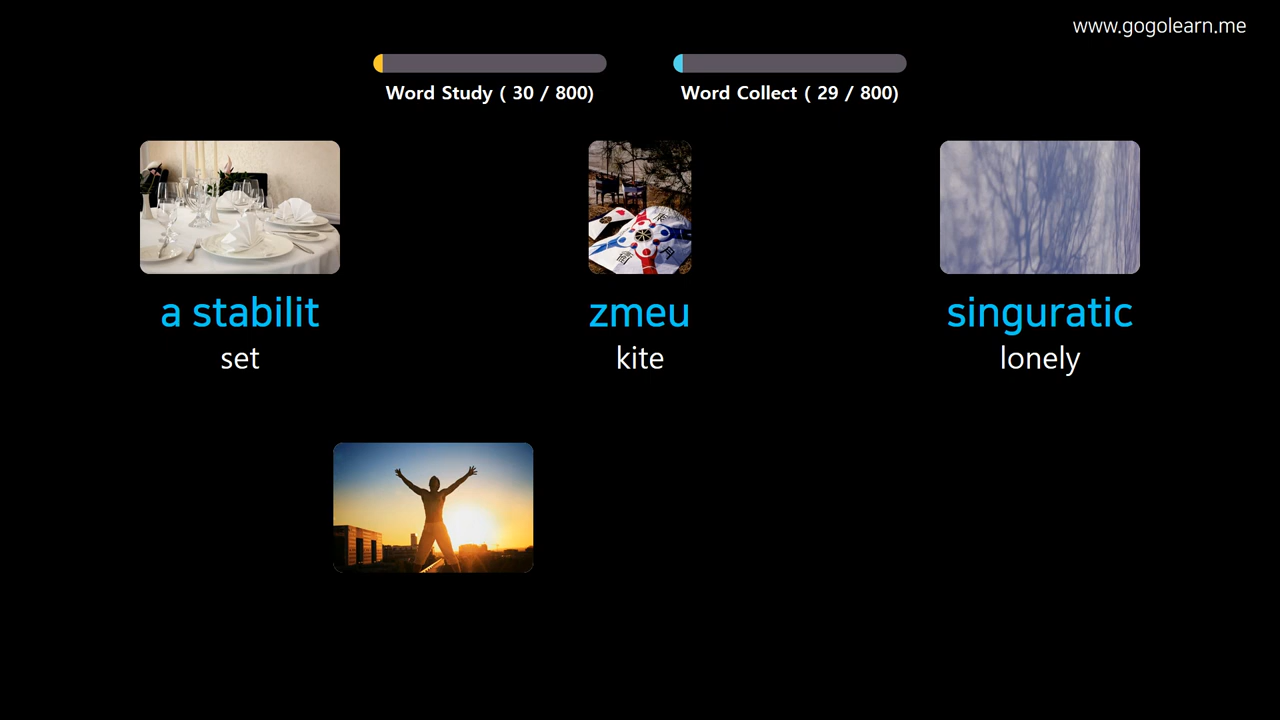 www.gogolearn.me
Word Study ( 30 / 800)
Word Collect ( 29 / 800)
a stabilit
zmeu
singuratic
set
kite
lonely